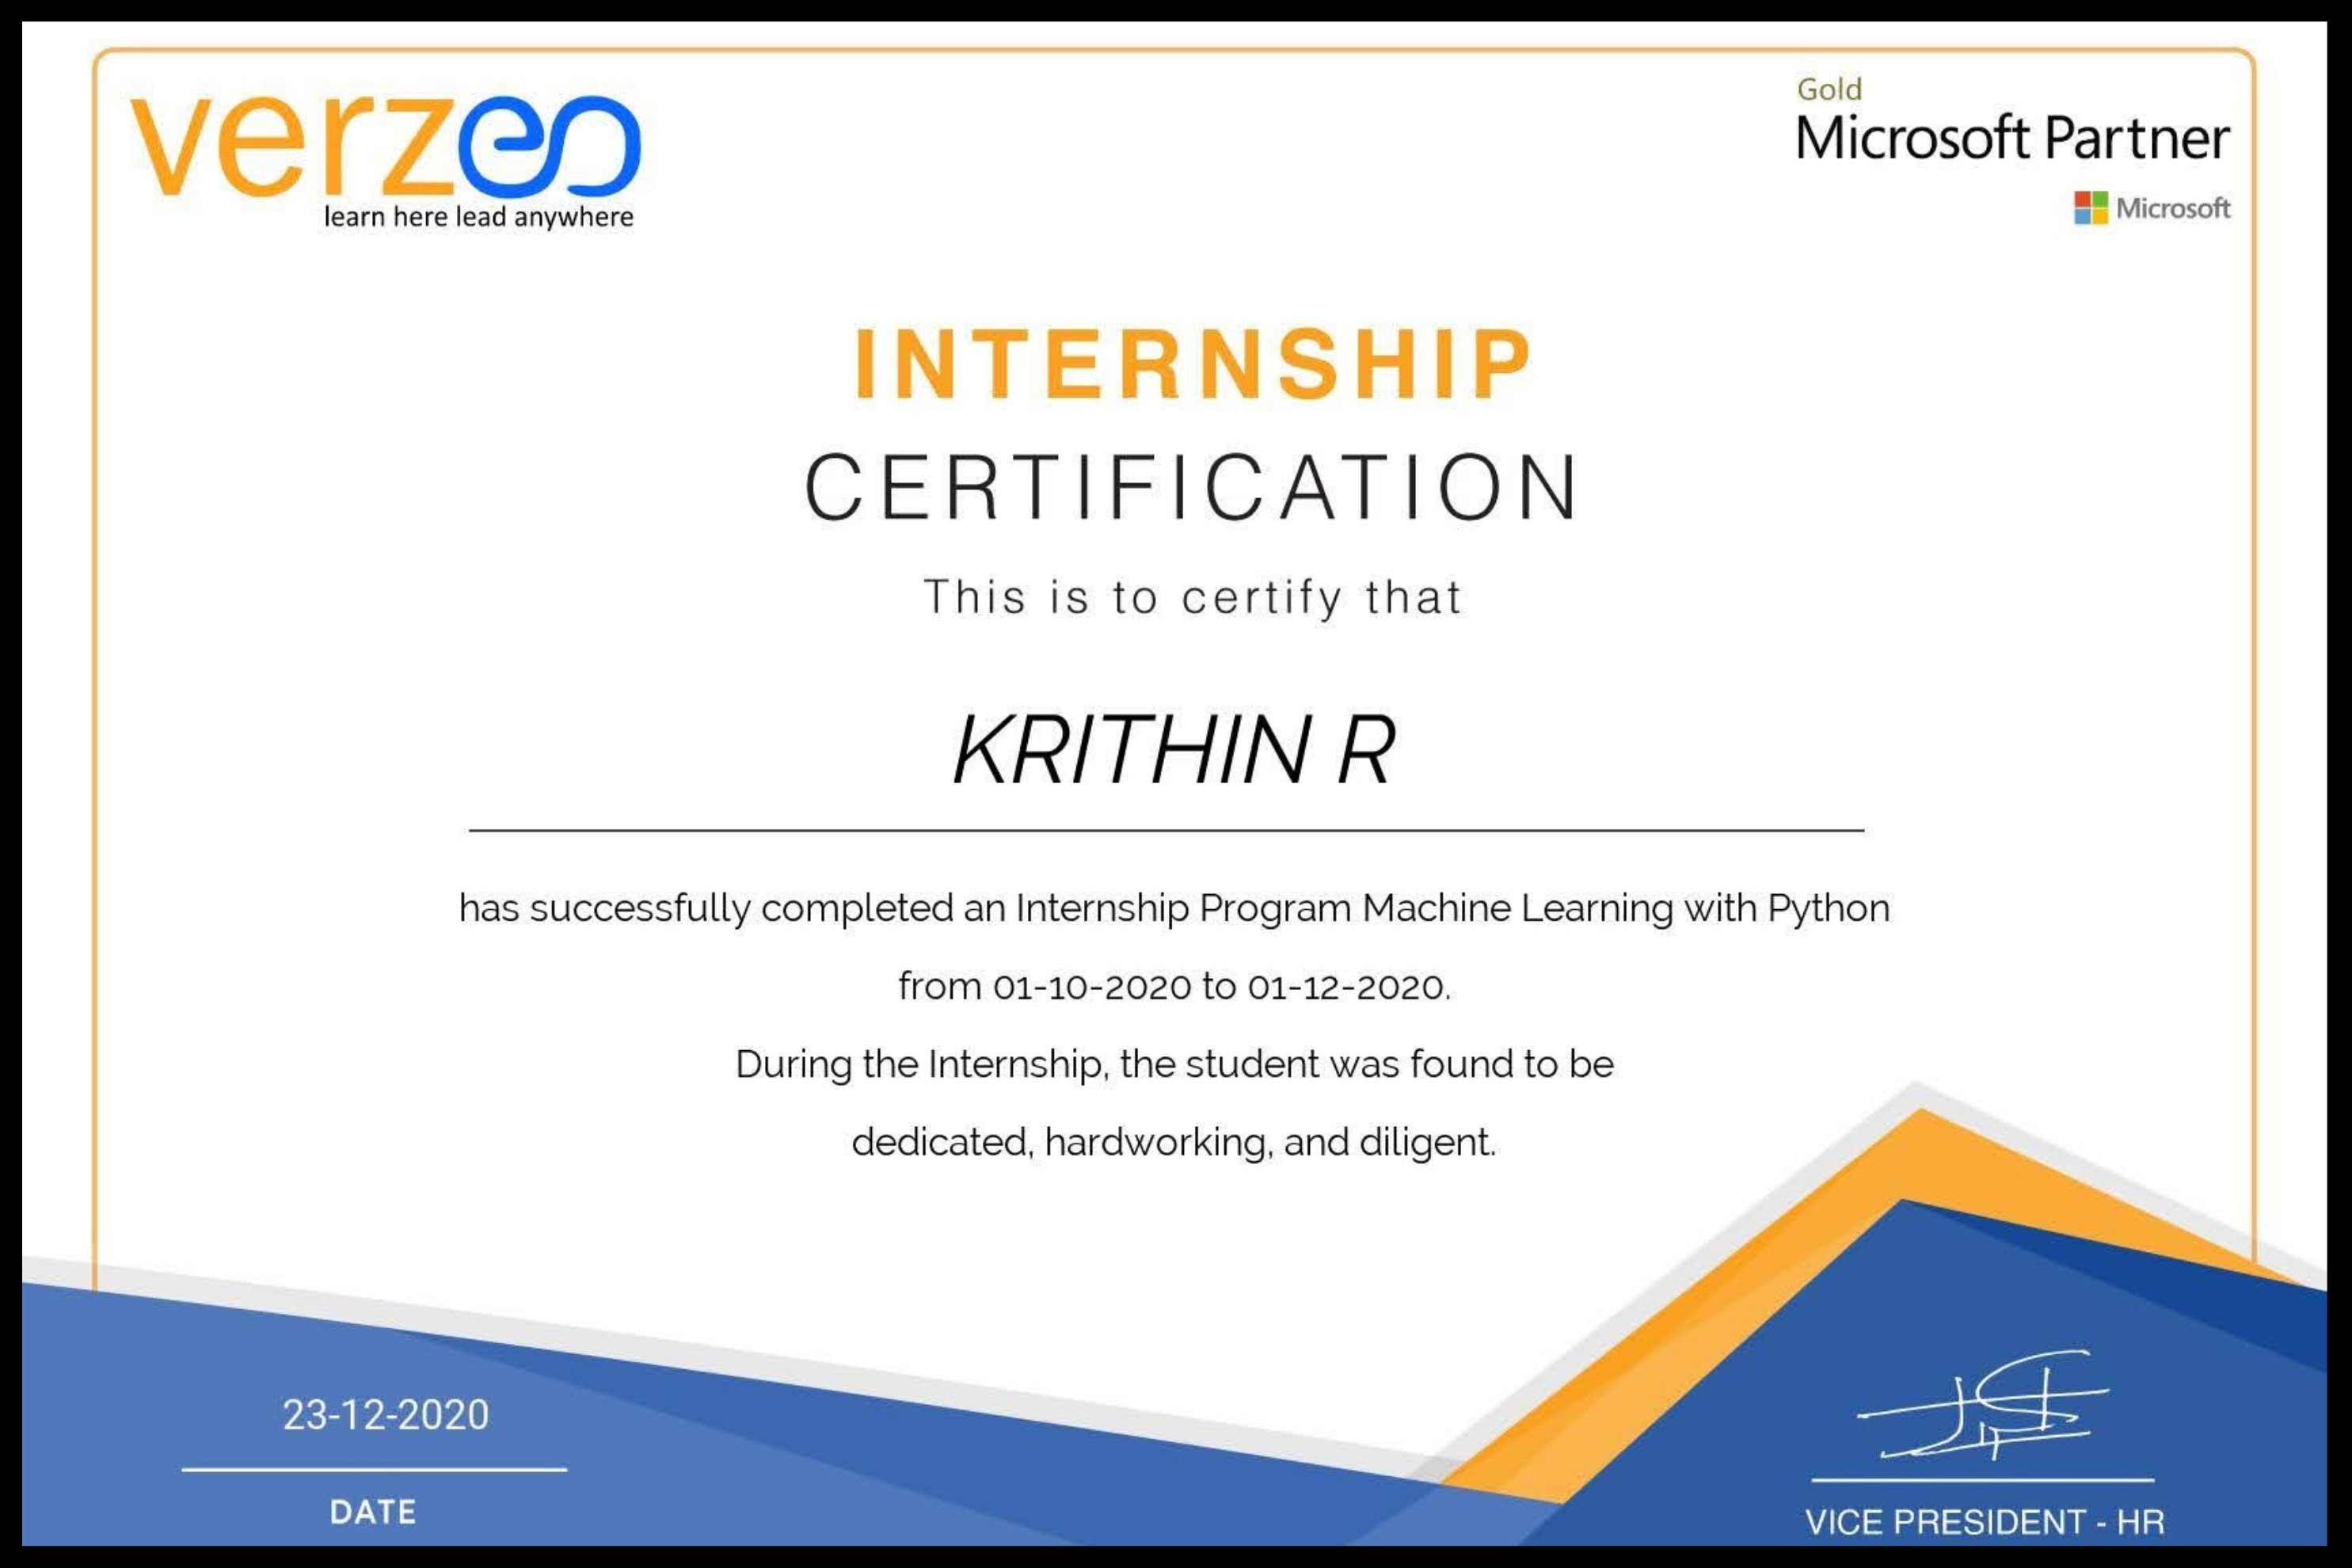 verzeo
learn here lead anywhere
Gold
Microsoft Partner
Microsoft
INTERNSHIP
CERTIFICATION
This is to certify that
KRITHIN R
has successfully completed an Internship Program Machine Learning with Python
from 01-10-2020 to 01-12-2020.
During the Internship, the student was found to be
dedicated, hardworking, and diligent.
23-12-2020
DATE
VICE PRESIDENT - HR